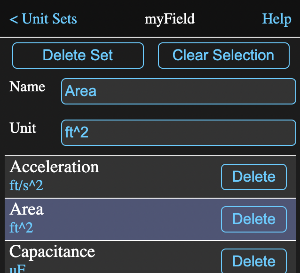 < Unit Sets myField Help
Delete Set Clear Selection
Name Area
Unit ft^2
Acceleration
ft/s^2 Delete
Area
ft^2 Delete
Capacitance
µF Delete